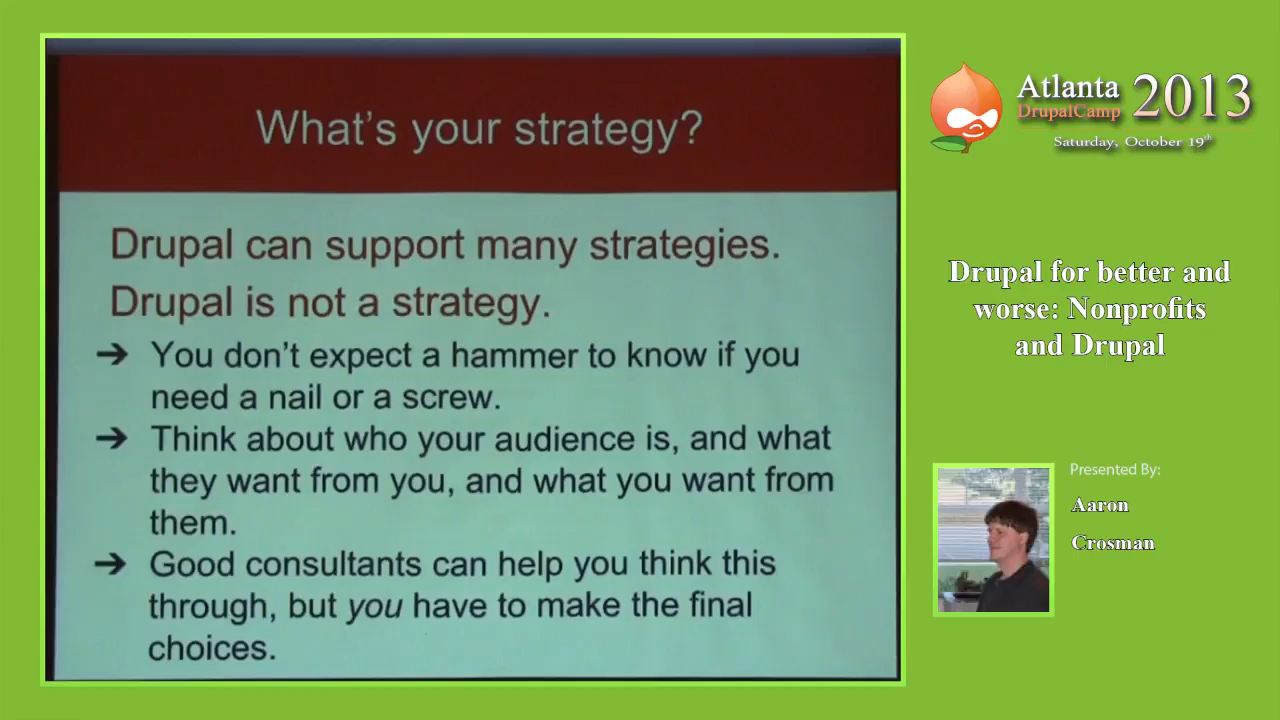 What's your strategy?
Drupal can support many strategies.
Drupal is not a strategy.
➔ You don't expect a hammer to know if you
need a nail or a screw.
➔ Think about who your audience is, and what
they want from you, and what you want from
them.
➔ Good consultants can help you think this
through, but you have to make the final
choices.
Atlanta
DrupalCamp
2013
Saturday, October 19th
Drupal for better and
worse: Nonprofits
and Drupal
Presented By:
Aaron
Crosman